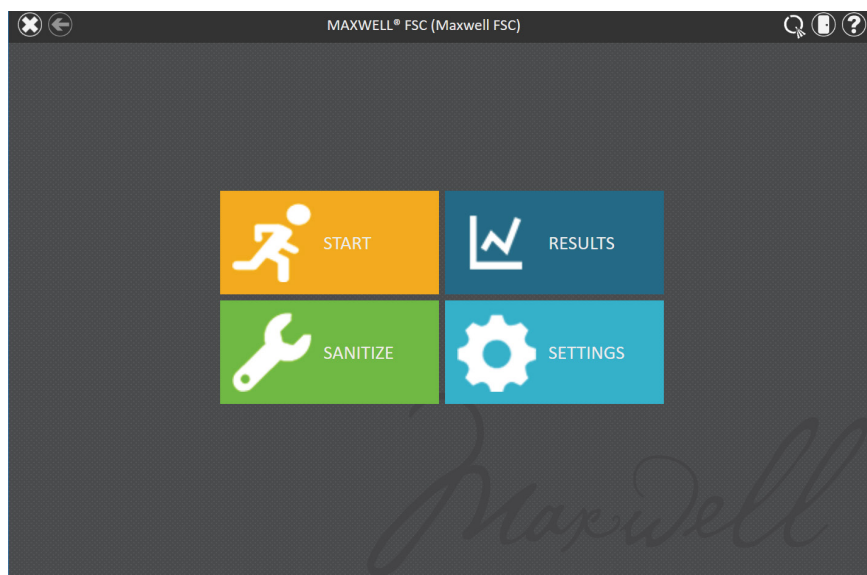 MAXWELL® FSC (Maxwell FSC)
?
START
RESULTS
SANITIZE
SETTINGS
Maxwell